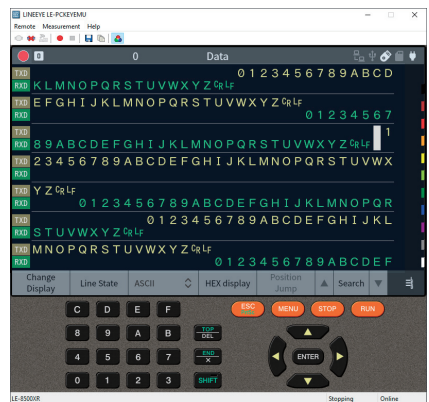 LINEEYE LE-PCKEYEMU
Remote Measurement Help
0 0 Data
TXD 0 1 2 3 4 5 6 7 8 9 A B C D
RXD K L M N O P Q R S T U V W X Y Z CR LF
TXD E F G H I J K L M N O P Q R S T U V W X Y Z CR LF
RXD 0 1 2 3 4 5 6 7
TXD 1
RXD 8 9 A B C D E F G H I J K L M N O P Q R S T U V W X Y Z CR LF
TXD 2 3 4 5 6 7 8 9 A B C D E F G H I J K L M N O P Q R S T U V W X
RXD
TXD Y Z CR LF
RXD 0 1 2 3 4 5 6 7 8 9 A B C D E F G H I J K L M N O P Q R
TXD 0 1 2 3 4 5 6 7 8 9 A B C D E F G H I J K L
RXD S T U V W X Y Z CR LF
TXD M N O P Q R S T U V W X Y Z CR LF
RXD 0 1 2 3 4 5 6 7 8 9 A B C D E F
Change Display Line State ASCII HEX display Position Jump Search
C D E F ESC MENU STOP RUN
8 9 A B TOP DEL
4 5 6 7 END X ENTER
0 1 2 3 SHIFT
LE-8500XR Stopping Online